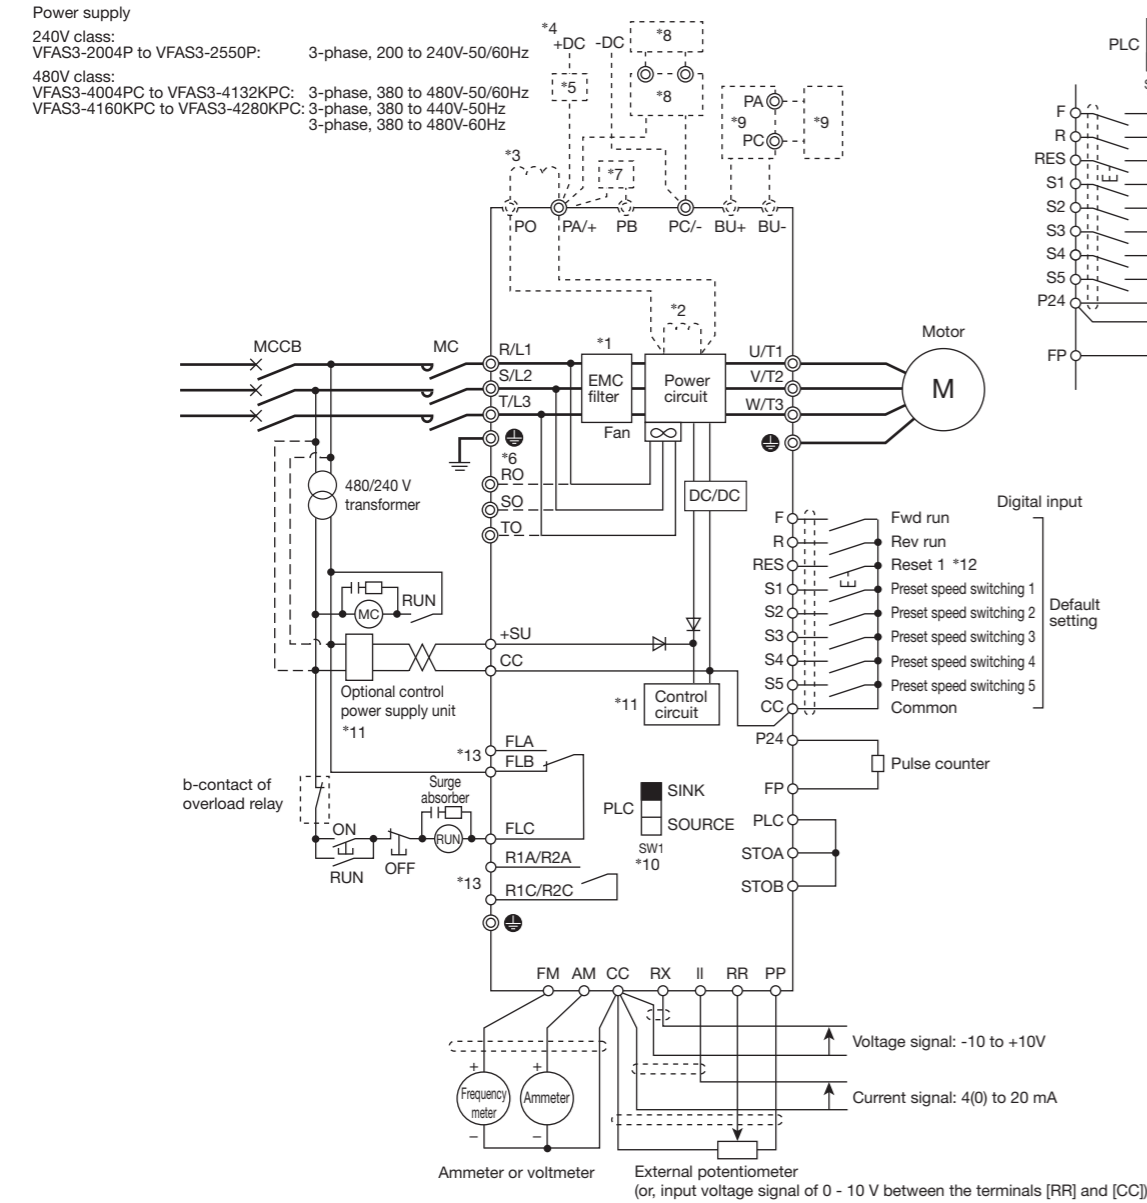 Power supply
240V class:
VFAS3-2004P to VFAS3-2550P: 3-phase, 200 to 240V-50/60Hz
480V class:
VFAS3-4004PC to VFAS3-4132KPC: 3-phase, 380 to 480V-50/60Hz
VFAS3-4160KPC to VFAS3-4280KPC: 3-phase, 380 to 440V-50Hz
3-phase, 380 to 480V-60Hz
*4
+DC -DC
*8
*5
*8
PA
*9
PC
*9
*3
*7
PO PA/+ PB PC/- BU+ BU-
PLC
F
R
RES
S1
S2
S3
S4
S5
P24
FP
*2
MCCB MC
R/L1
S/L2
T/L3
*1
EMC
filter
Power
circuit
Fan
U/T1
V/T2
W/T3
Motor
M
*6
RO
SO
TO
DC/DC
480/240 V
transformer
MC
RUN
+SU
CC
Optional control
power supply unit
*11
*11
Control
circuit
Digital input
F Fwd run
R Rev run
RES Reset 1 *12
S1 Preset speed switching 1
S2 Preset speed switching 2
S3 Preset speed switching 3
S4 Preset speed switching 4
S5 Preset speed switching 5
CC Common
Default
setting
P24
Pulse counter
FP
PLC
STOA
STOB
*13
FLA
FLB
b-contact of
overload relay
Surge
absorber
ON
RUN
OFF
RUN
FLC
PLC
SINK
SOURCE
SW1
*10
R1A/R2A
*13
R1C/R2C
FM AM CC RX II RR PP
Voltage signal: -10 to +10V
Current signal: 4(0) to 20 mA
+ +
Frequency
meter
Ammeter
– –
Ammeter or voltmeter
External potentiometer
(or, input voltage signal of 0 - 10 V between the terminals [RR] and [CC])